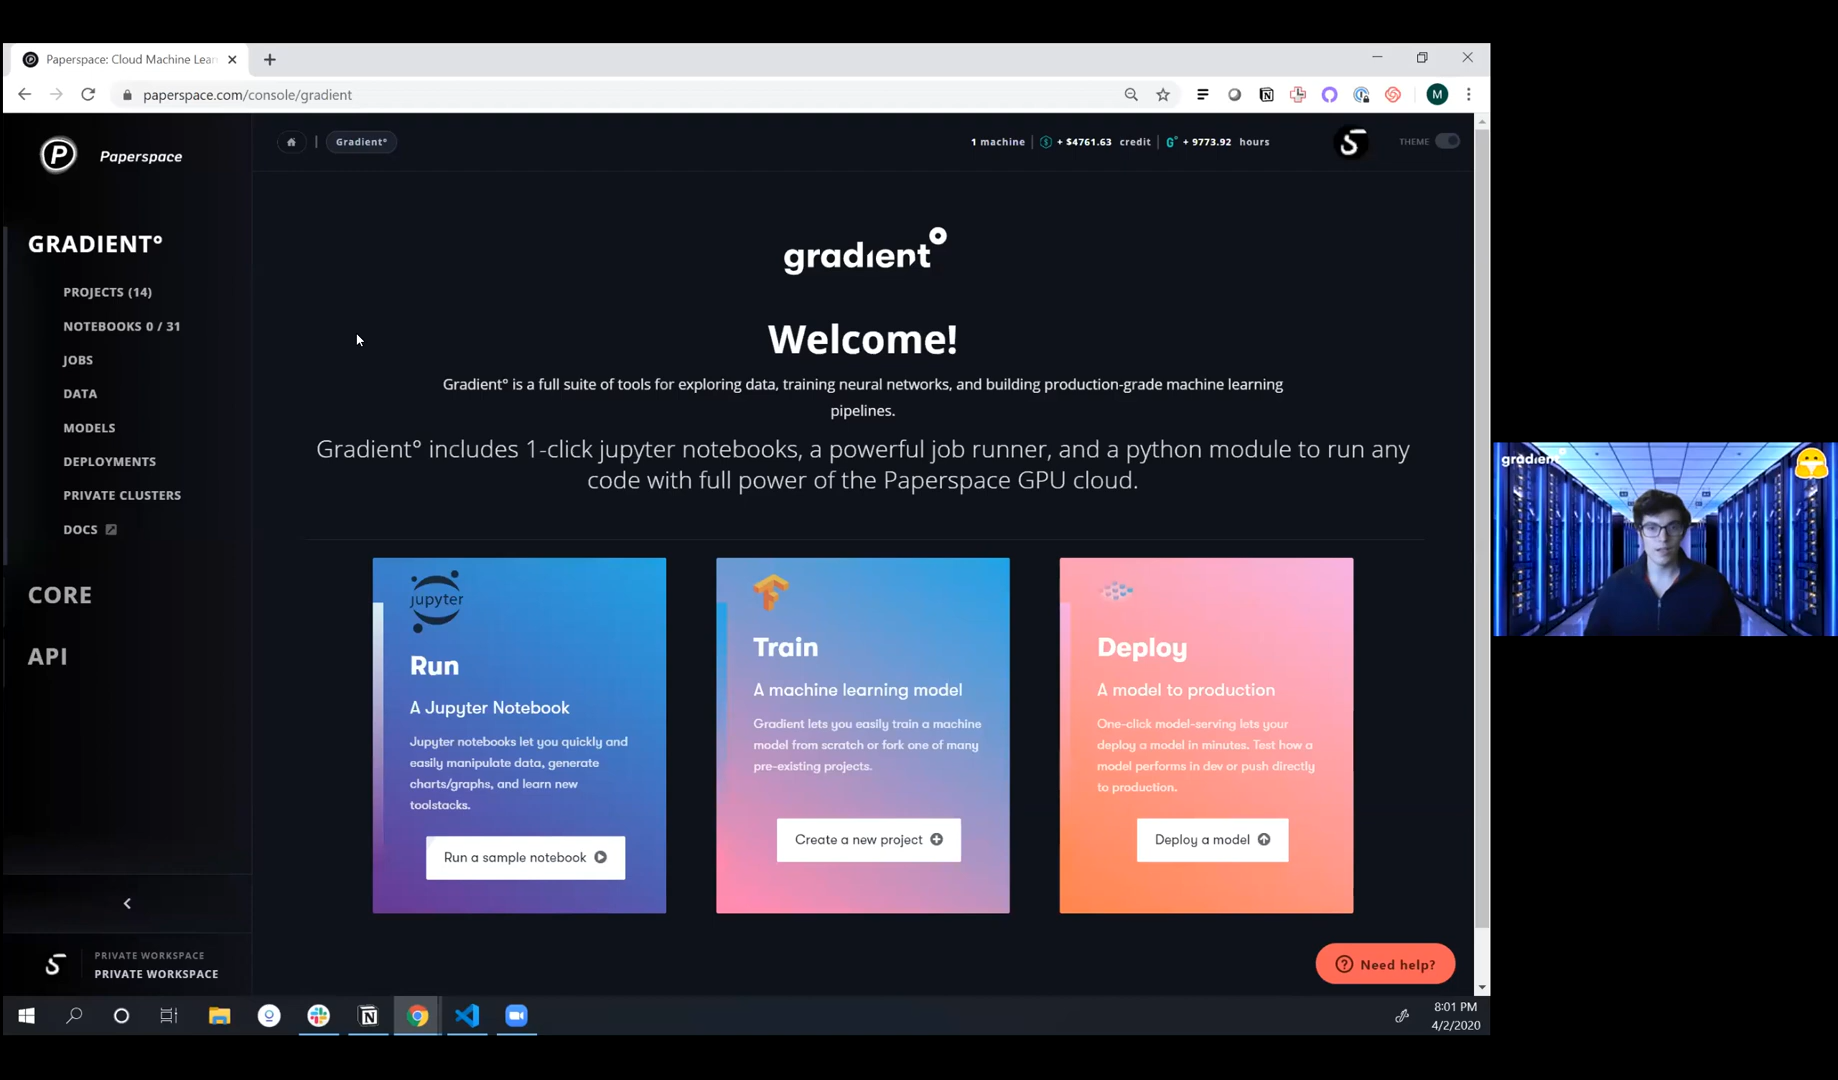 Paperspace: Cloud Machine Lear
paperspace.com/console/gradient
M
P
Paperspace
Gradient°
1 machine | + $4761.63 credit | G° + 9773.92 hours
THEME
GRADIENT°
PROJECTS (14)
NOTEBOOKS 0 / 31
JOBS
DATA
MODELS
DEPLOYMENTS
PRIVATE CLUSTERS
DOCS
CORE
API
PRIVATE WORKSPACE
PRIVATE WORKSPACE
gradient°
Welcome!
Gradient° is a full suite of tools for exploring data, training neural networks, and building production-grade machine learning
pipelines.
Gradient° includes 1-click jupyter notebooks, a powerful job runner, and a python module to run any
code with full power of the Paperspace GPU cloud.
jupyter
Run
A Jupyter Notebook
Jupyter notebooks let you quickly and
easily manipulate data, generate
charts/graphs, and learn new
toolstacks.
Run a sample notebook
Train
A machine learning model
Gradient lets you easily train a machine
model from scratch or fork one of many
pre-existing projects.
Create a new project
Deploy
A model to production
One-click model-serving lets your
deploy a model in minutes. Test how a
model performs in dev or push directly
to production.
Deploy a model
Need help?
gradient°
8:01 PM
4/2/2020